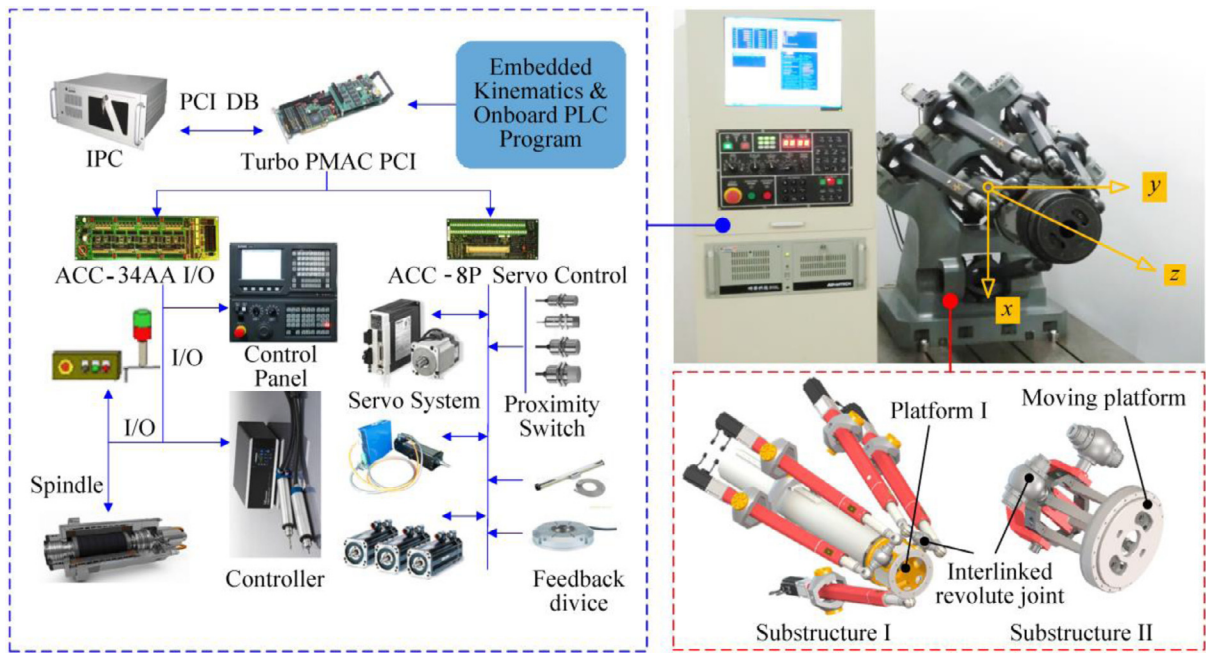 Embedded
Kinematics &
Onboard PLC
Program
PCI DB
IPC
Turbo PMAC PCI
ACC-34AA I/O
ACC-8P Servo Control
I/O
Control
Panel
Servo System
Proximity
Switch
I/O
Spindle
Controller
Feedback
divice
y
z
x
Platform I
Moving platform
Interlinked
revolute joint
Substructure I
Substructure II